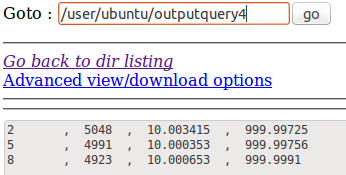 Goto : /user/ubuntu/outputquery4 go
Go back to dir listing
Advanced view/download options
2 , 5048 , 10.003415 , 999.99725
5 , 4991 , 10.000353 , 999.99756
8 , 4923 , 10.000653 , 999.9991